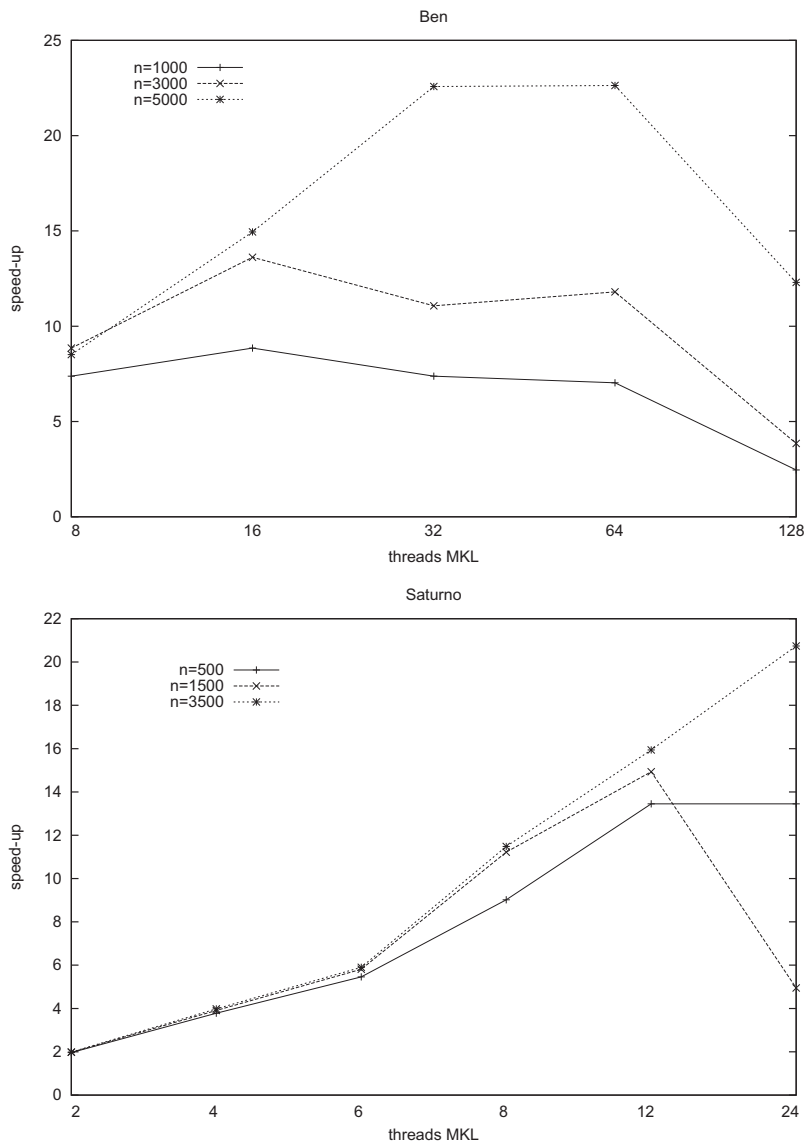 Ben
25
20
15
10
5
0
speed-up
n=1000
n=3000
n=5000
8 16 32 64 128
threads MKL
Saturno
22
20
18
16
14
12
10
8
6
4
2
0
speed-up
n=500
n=1500
n=3500
2 4 6 8 12 24
threads MKL